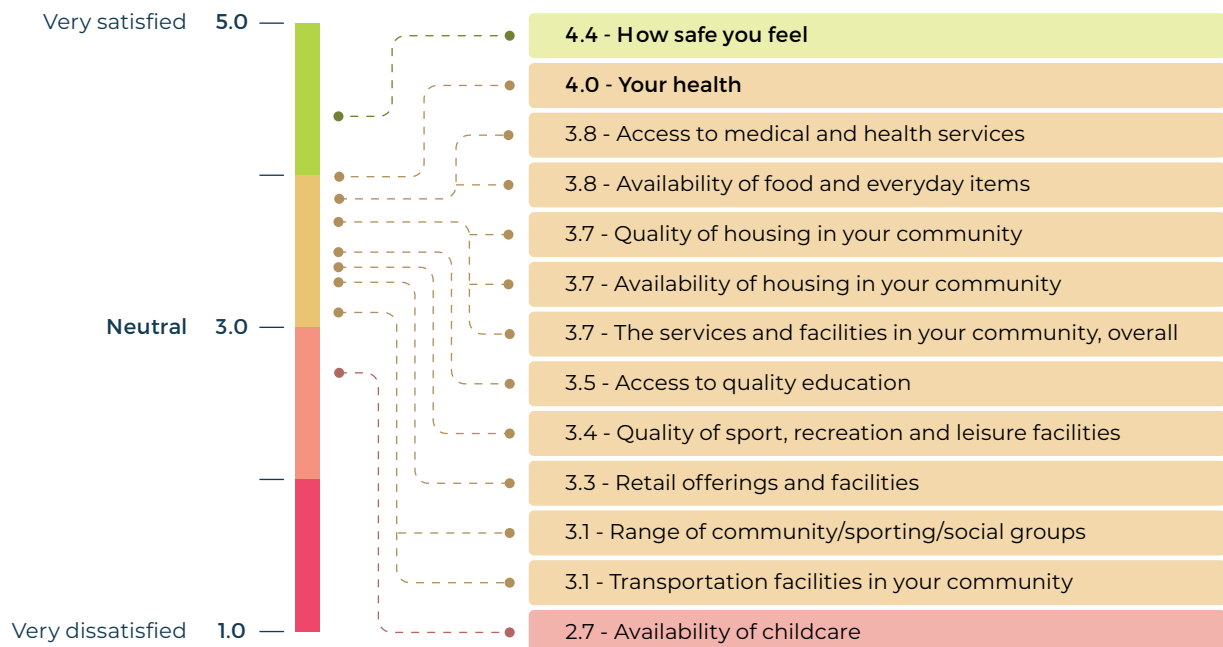 Very satisfied 5.0
Neutral 3.0
Very dissatisfied 1.0
4.4 - How safe you feel
4.0 - Your health
3.8 - Access to medical and health services
3.8 - Availability of food and everyday items
3.7 - Quality of housing in your community
3.7 - Availability of housing in your community
3.7 - The services and facilities in your community, overall
3.5 - Access to quality education
3.4 - Quality of sport, recreation and leisure facilities
3.3 - Retail offerings and facilities
3.1 - Range of community/sporting/social groups
3.1 - Transportation facilities in your community
2.7 - Availability of childcare